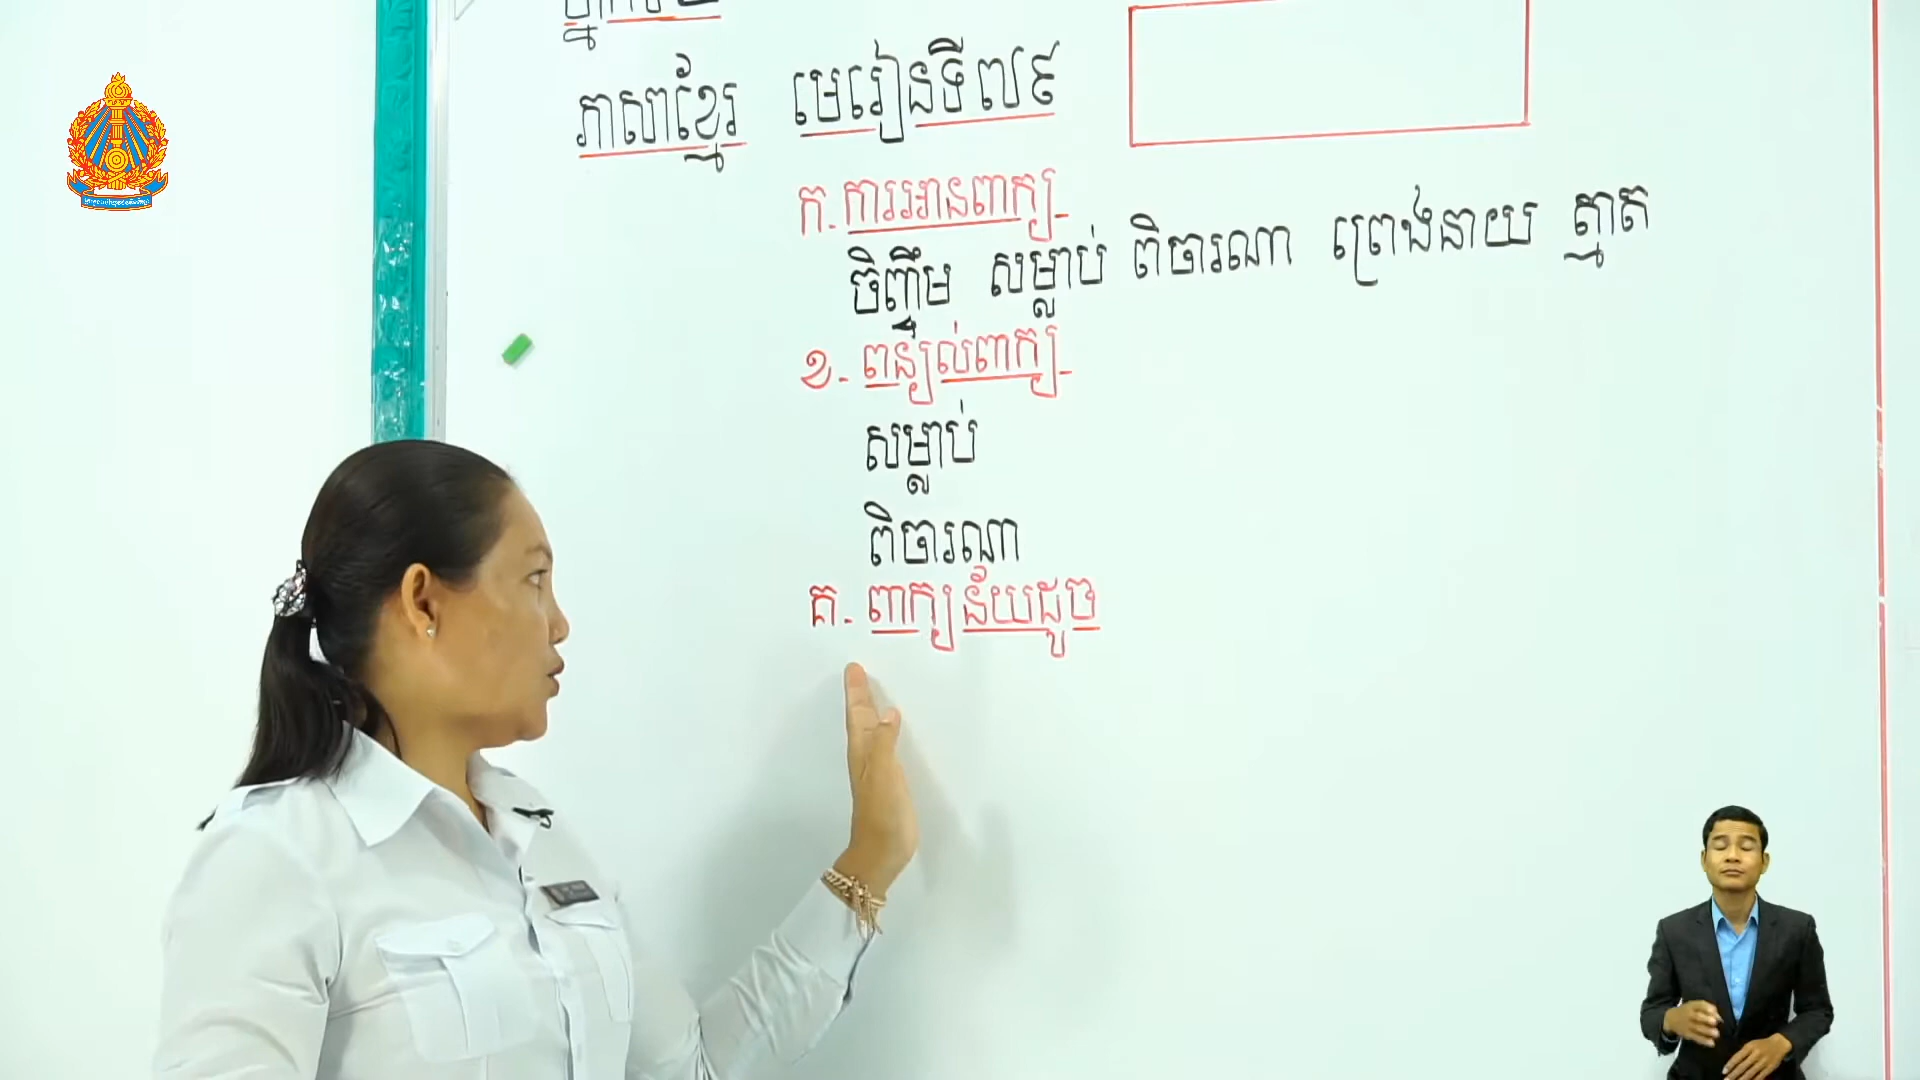 ភាសាខ្មែរ មេរៀនទី៧៩
ក. ការអានពាក្យ
ចិញ្ចឹម សម្លាប់ ពិចារណា ព្រេងនាយ ត្មាត
ខ. ពន្យល់ពាក្យ
សម្លាប់
ពិចារណា
គ. ពាក្យន័យដូច